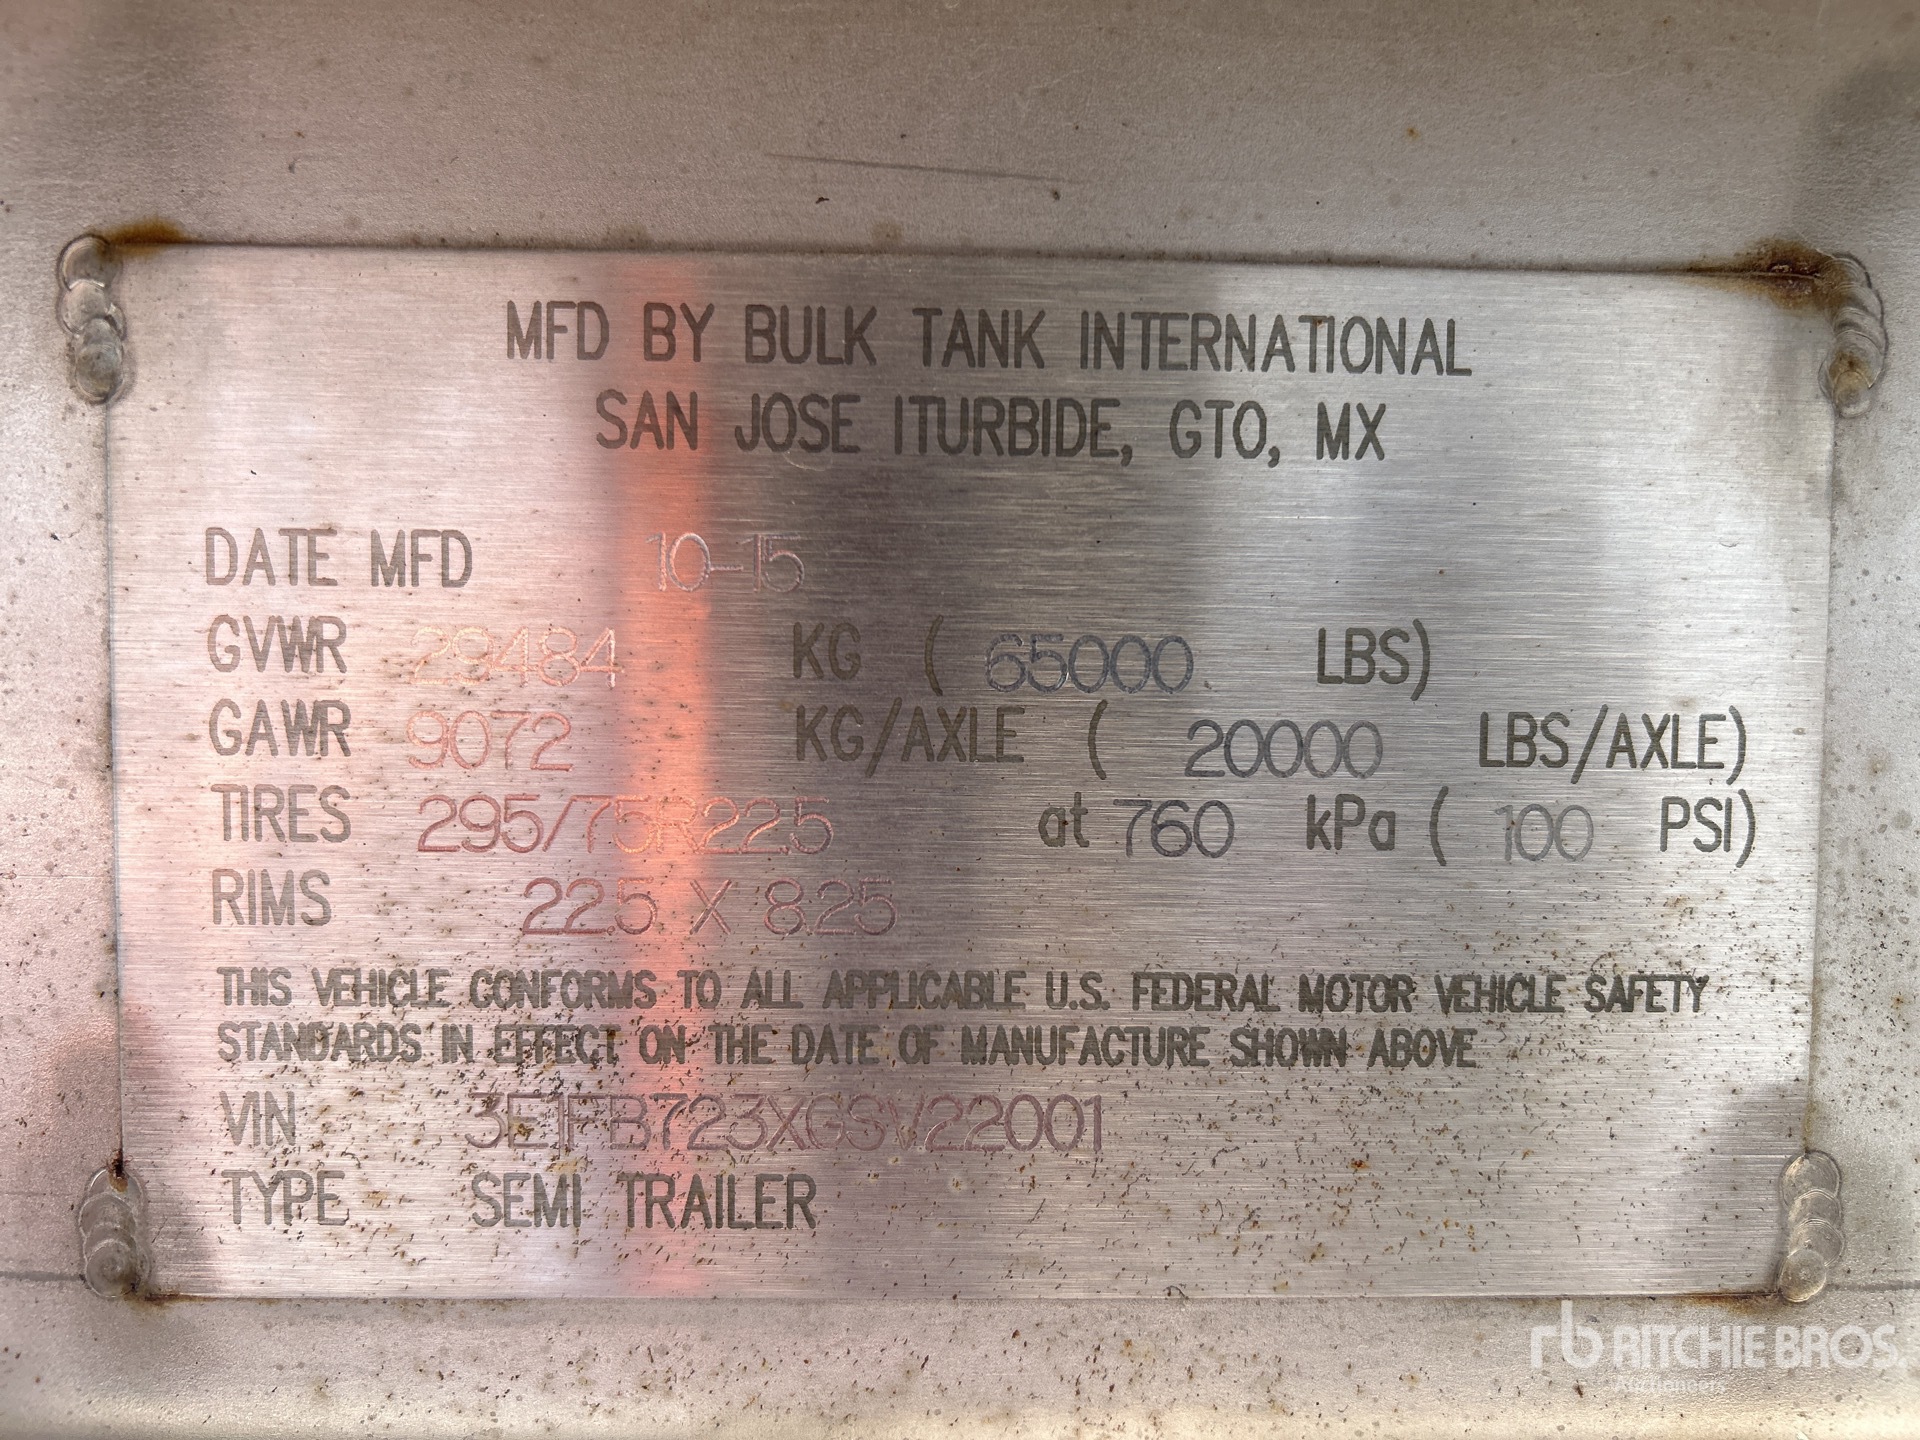 MFD BY BULK TANK INTERNATIONAL
SAN JOSE ITURBIDE, GTO, MX
DATE MFD 10-15
GVWR 29484 KG ( 65000 LBS)
GAWR 9072 KG/AXLE ( 20000 LBS/AXLE)
TIRES 295/75R22.5 at 760 kPa ( 100 PSI)
RIMS 22.5 X 8.25
THIS VEHICLE CONFORMS TO ALL APPLICABLE U.S. FEDERAL MOTOR VEHICLE SAFETY
STANDARDS IN EFFECT ON THE DATE OF MANUFACTURE SHOWN ABOVE
VIN 3E1FB723XGSV22001
TYPE SEMI TRAILER
rb RITCHIE BROS.
Auctioneers